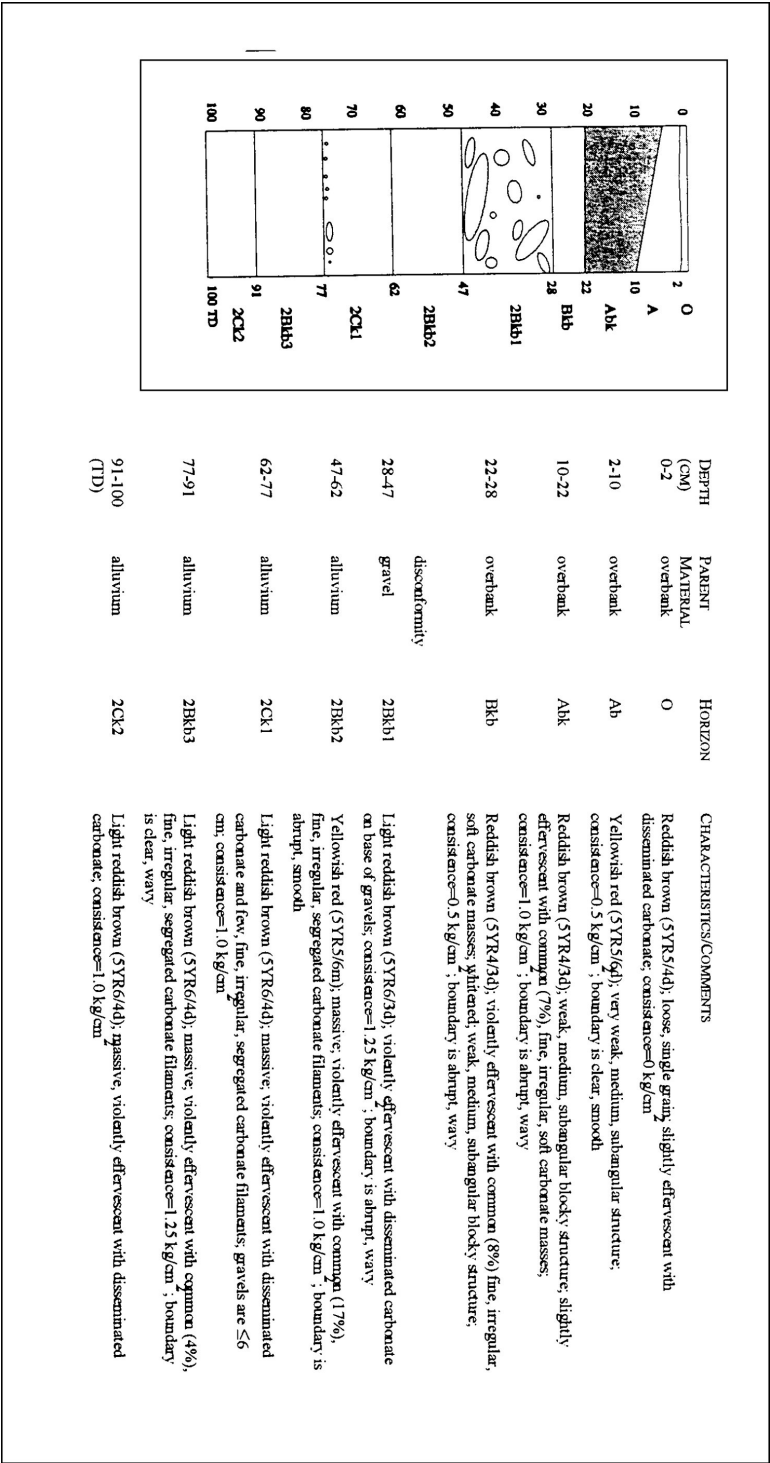 0
10
20
30
40
50
60
70
80
90
100
O
2
A
10
Abk
22
Bkb
28
2Bkb1
47
2Bkb2
62
2Ck1
77
2Bkb3
91
2Ck2
100 TD
DEPTH (CM)
PARENT MATERIAL
HORIZON
CHARACTERISTICS/COMMENTS
0-2
overbank
O
Reddish brown (5YR5/4d); loose, single grain; slightly effervescent with
disseminated carbonate; consistence=0 kg/cm²
2-10
overbank
Ab
Yellowish red (5YR5/6d); very weak, medium, subangular structure;
consistence=0.5 kg/cm²; boundary is clear, smooth
10-22
overbank
Abk
Reddish brown (5YR4/3d); weak, medium, subangular blocky structure; slightly
effervescent with common (7%), fine, irregular, soft carbonate masses;
consistence=1.0 kg/cm²; boundary is abrupt, wavy
22-28
overbank
Bkb
Reddish brown (5YR4/3d); violently effervescent with common (8%) fine, irregular,
soft carbonate masses; whitened; weak, medium, subangular blocky structure;
consistence=0.5 kg/cm²; boundary is abrupt, wavy
disconformity
28-47
gravel
2Bkb1
Light reddish brown (5YR6/3d); violently effervescent with disseminated carbonate
on base of gravels; consistence=1.25 kg/cm²; boundary is abrupt, wavy
47-62
alluvium
2Bkb2
Yellowish red (5YR5/6m); massive; violently effervescent with common (17%),
fine, irregular, segregated carbonate filaments; consistence=1.0 kg/cm²; boundary is
abrupt, smooth
62-77
alluvium
2Ck1
Light reddish brown (5YR6/4d); massive; violently effervescent with disseminated
carbonate and few, fine, irregular, segregated carbonate filaments; gravels are ≤6
cm; consistence=1.0 kg/cm²
77-91
alluvium
2Bkb3
Light reddish brown (5YR6/4d); massive; violently effervescent with common (4%),
fine, irregular, segregated carbonate filaments; consistence=1.25 kg/cm²; boundary
is clear, wavy
91-100
(TD)
alluvium
2Ck2
Light reddish brown (5YR6/4d); massive, violently effervescent with disseminated
carbonate; consistence=1.0 kg/cm²